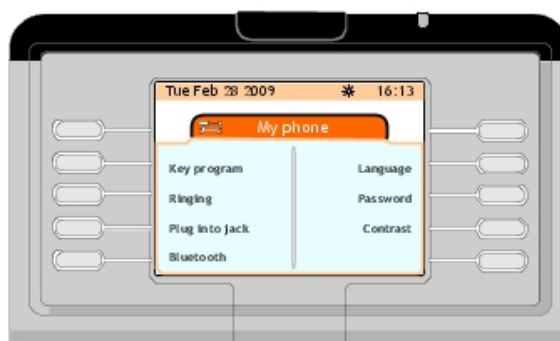 Tue Feb 28 2009 16:13
My phone
Key program Language
Ringing Password
Plug into jack Contrast
Bluetooth